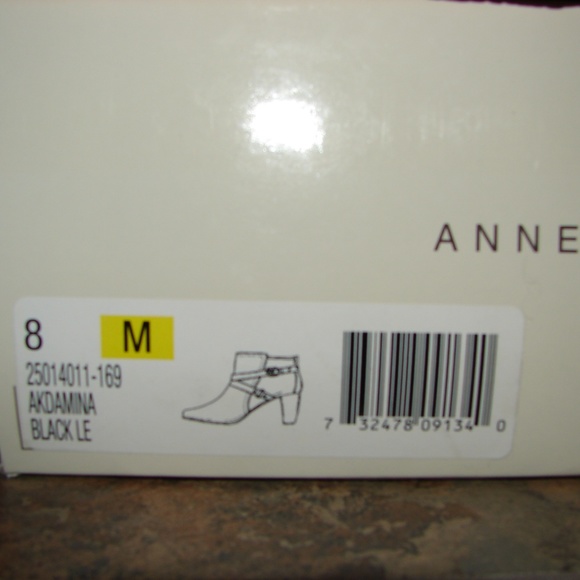 ANNE
8 M
25014011-169
AKDAMINA
BLACK LE
7 32478 09134 0